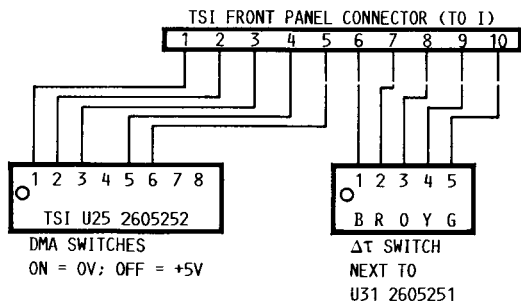 TSI FRONT PANEL CONNECTOR (TO I)
1 2 3 4 5 6 7 8 9 10
1 2 3 4 5 6 7 8
TSI U25 2605252
DMA SWITCHES
ON = 0V; OFF = +5V
1 2 3 4 5
B R O Y G
Δτ SWITCH
NEXT TO
U31 2605251